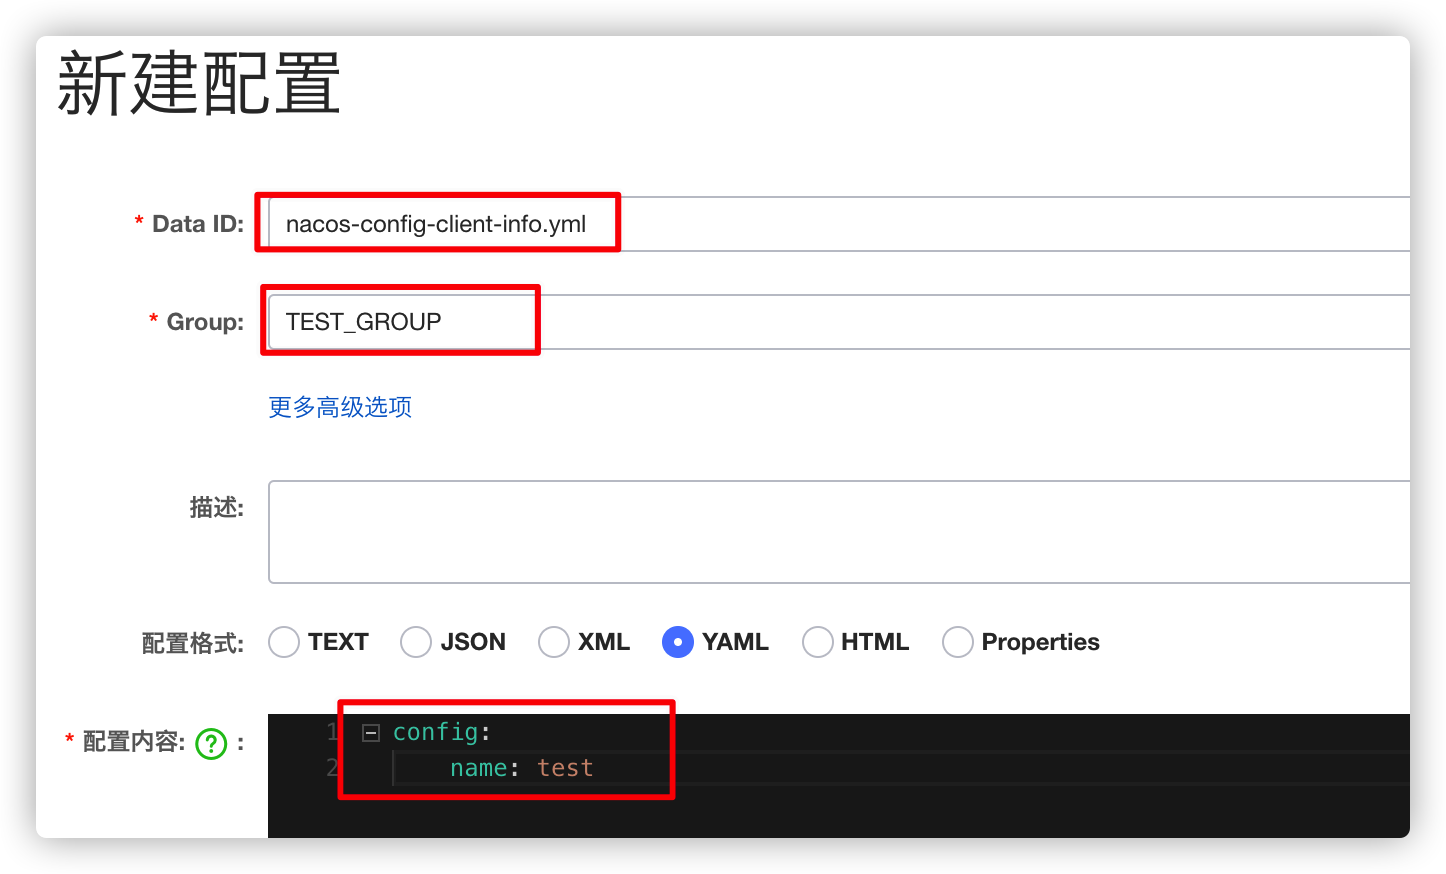 新建配置
* Data ID: nacos-config-client-info.yml
* Group: TEST_GROUP
更多高级选项
描述:
配置格式: TEXT JSON XML YAML HTML Properties
* 配置内容: ? :
1 config:
2 name: test